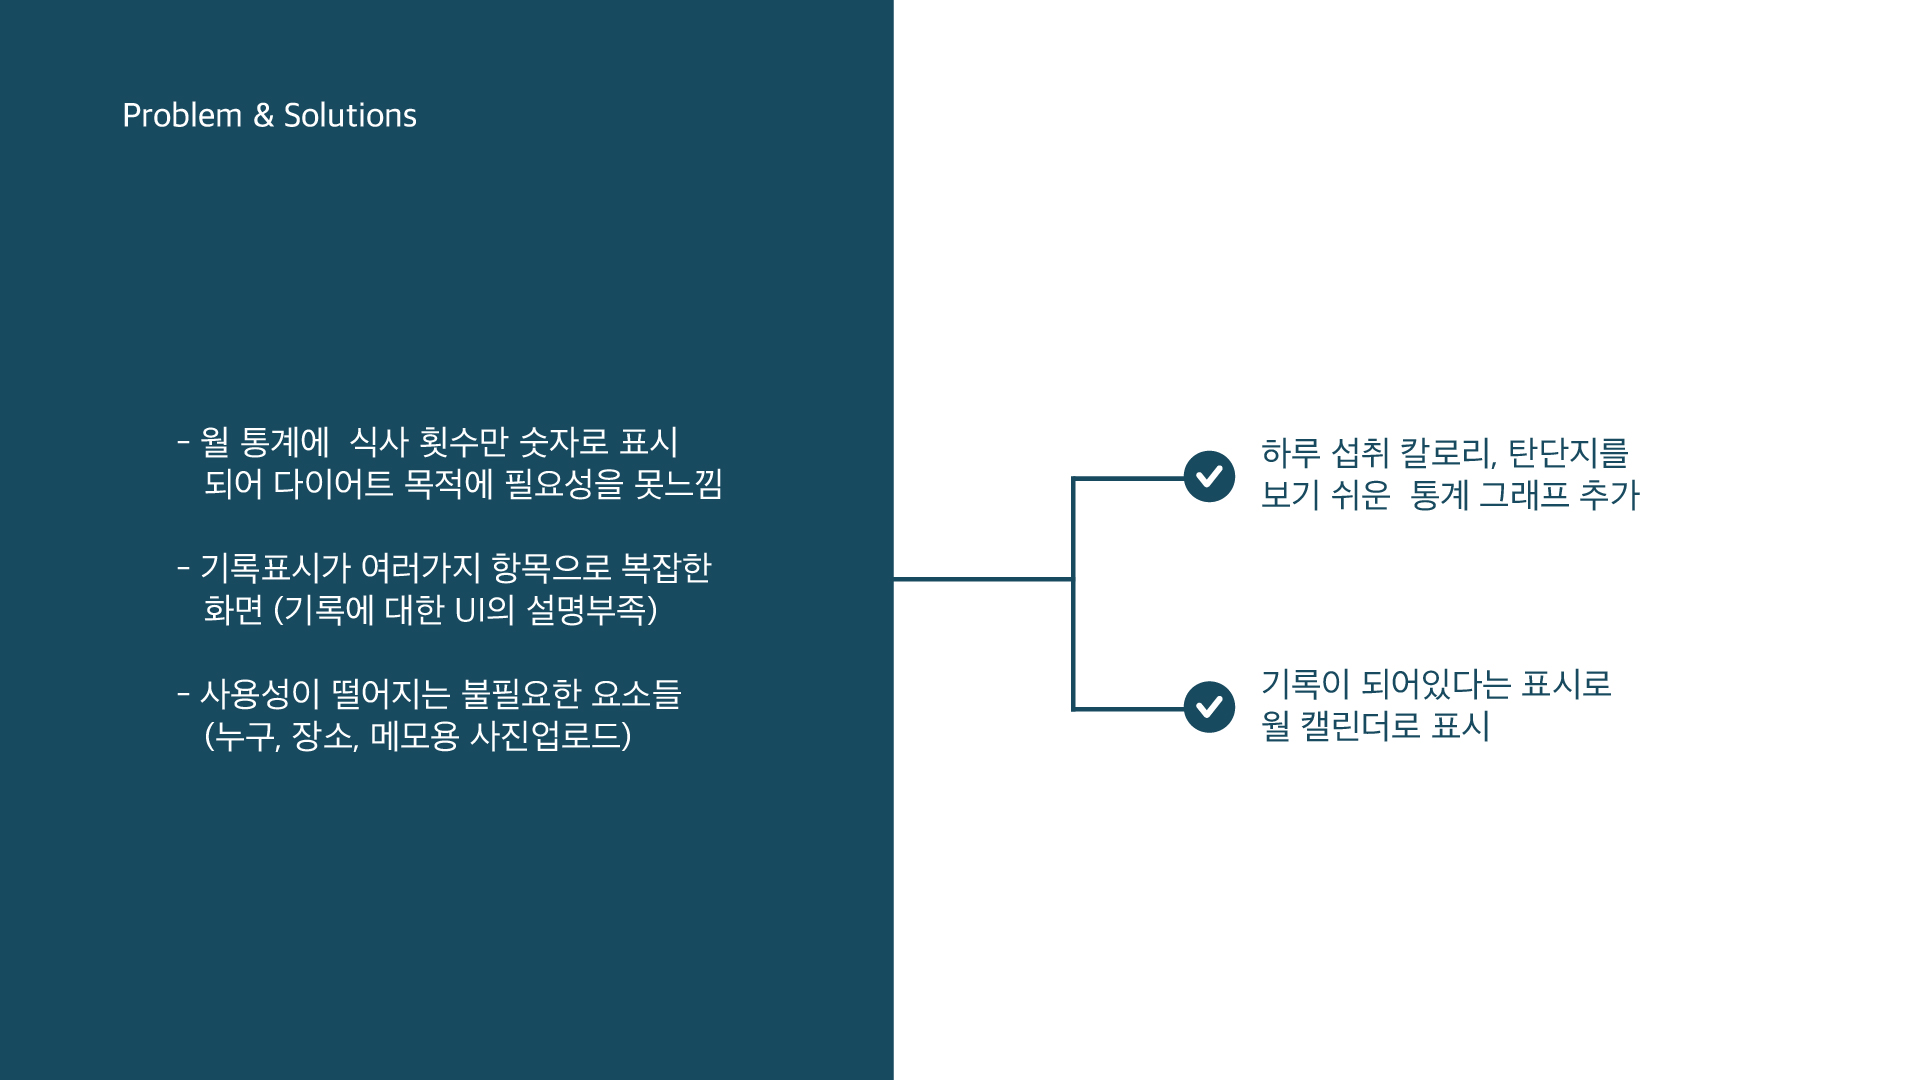 Problem & Solutions
- 월 통계에  식사 횟수만 숫자로 표시
되어 다이어트 목적에 필요성을 못느낌
- 기록표시가 여러가지 항목으로 복잡한
화면 (기록에 대한 UI의 설명부족)
- 사용성이 떨어지는 불필요한 요소들
(누구, 장소, 메모용 사진업로드)
하루 섭취 칼로리, 탄단지를
보기 쉬운  통계 그래프 추가
기록이 되어있다는 표시로
월 캘린더로 표시